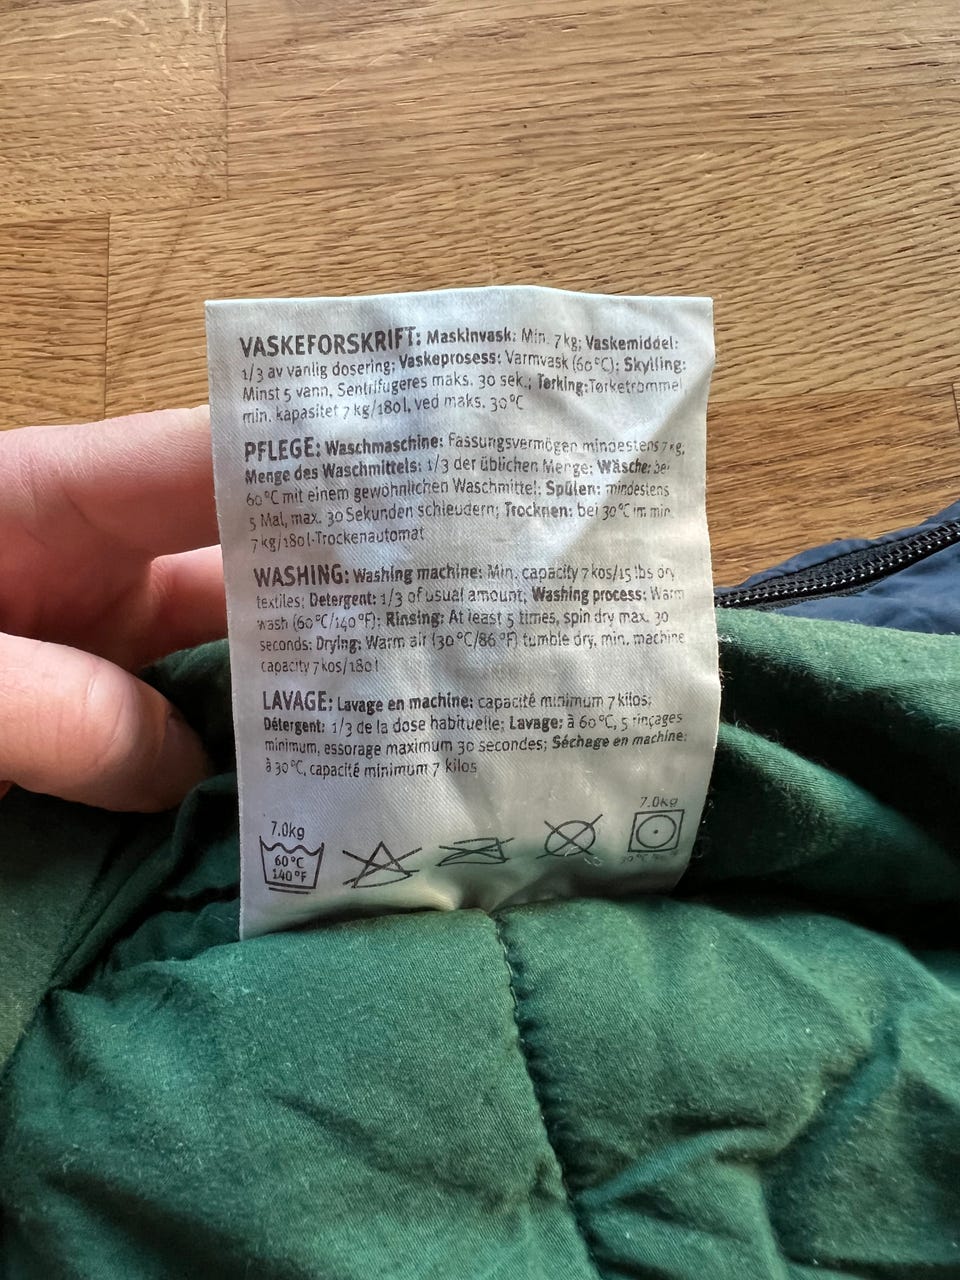 VASKEFORSKRIFT: Maskinvask: Min. 7 kg; Vaskemiddel:
1/3 av vanlig dosering; Vaskeprosess: Varmvask (60°C); Skylling:
Minst 5 vann, Sentrifugeres maks. 30 sek.; Tørking: Tørketrommel
min. kapasitet 7 kg/180l, ved maks. 30°C
PFLEGE: Waschmaschine: Fassungsvermögen mindestens 7 kg;
Menge des Waschmittels: 1/3 der üblichen Menge; Wäsche: bei
60°C mit einem gewöhnlichen Waschmittel; Spülen: mindestens
5 Mal, max. 30 Sekunden schleudern; Trocknen: bei 30°C im min.
7 kg/180 l-Trockenautomat
WASHING: Washing machine: Min. capacity 7 kos/15 lbs dry
textiles; Detergent: 1/3 of usual amount; Washing process: Warm
wash (60°C/140°F); Rinsing: At least 5 times, spin dry max. 30
seconds; Drying: Warm air (30°C/86°F) tumble dry, min. machine
capacity 7 kos/180 l
LAVAGE: Lavage en machine: capacité minimum 7 kilos;
Détergent: 1/3 de la dose habituelle; Lavage: à 60°C, 5 rinçages
minimum, essorage maximum 30 secondes; Séchage en machine:
à 30°C, capacité minimum 7 kilos
7.0kg
7.0kg
60°C
140°F